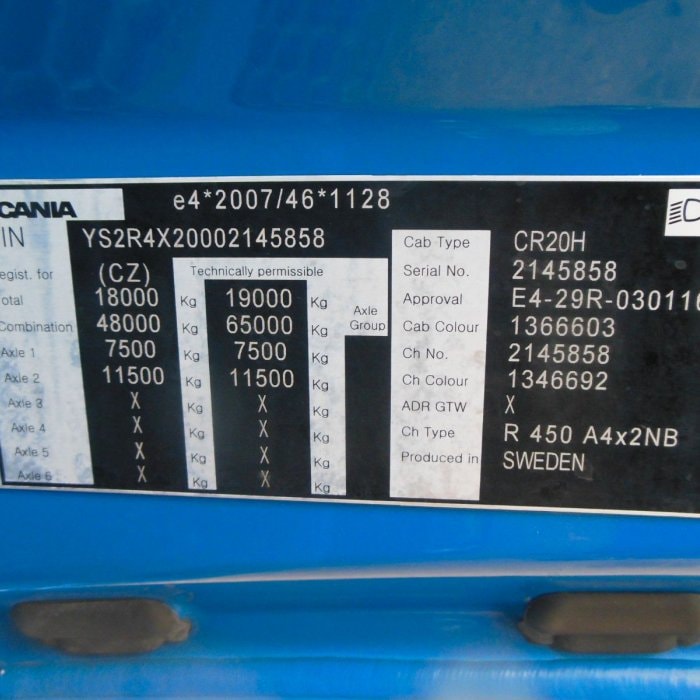 CANIA
e4*2007/46*1128
IN YS2R4X20002145858
egist. for (CZ) Technically permissible
otal 18000 Kg 19000 Kg
Combination 48000 Kg 65000 Kg Axle Group
Axle 1 7500 Kg 7500 Kg
Axle 2 11500 Kg 11500 Kg
Axle 3 X Kg X Kg
Axle 4 X Kg X Kg
Axle 5 X Kg X Kg
Axle 6 X Kg X Kg
Cab Type CR20H
Serial No. 2145858
Approval E4-29R-03011
Cab Colour 1366603
Ch No. 2145858
Ch Colour 1346692
ADR GTW X
Ch Type R 450 A4x2NB
Produced in SWEDEN